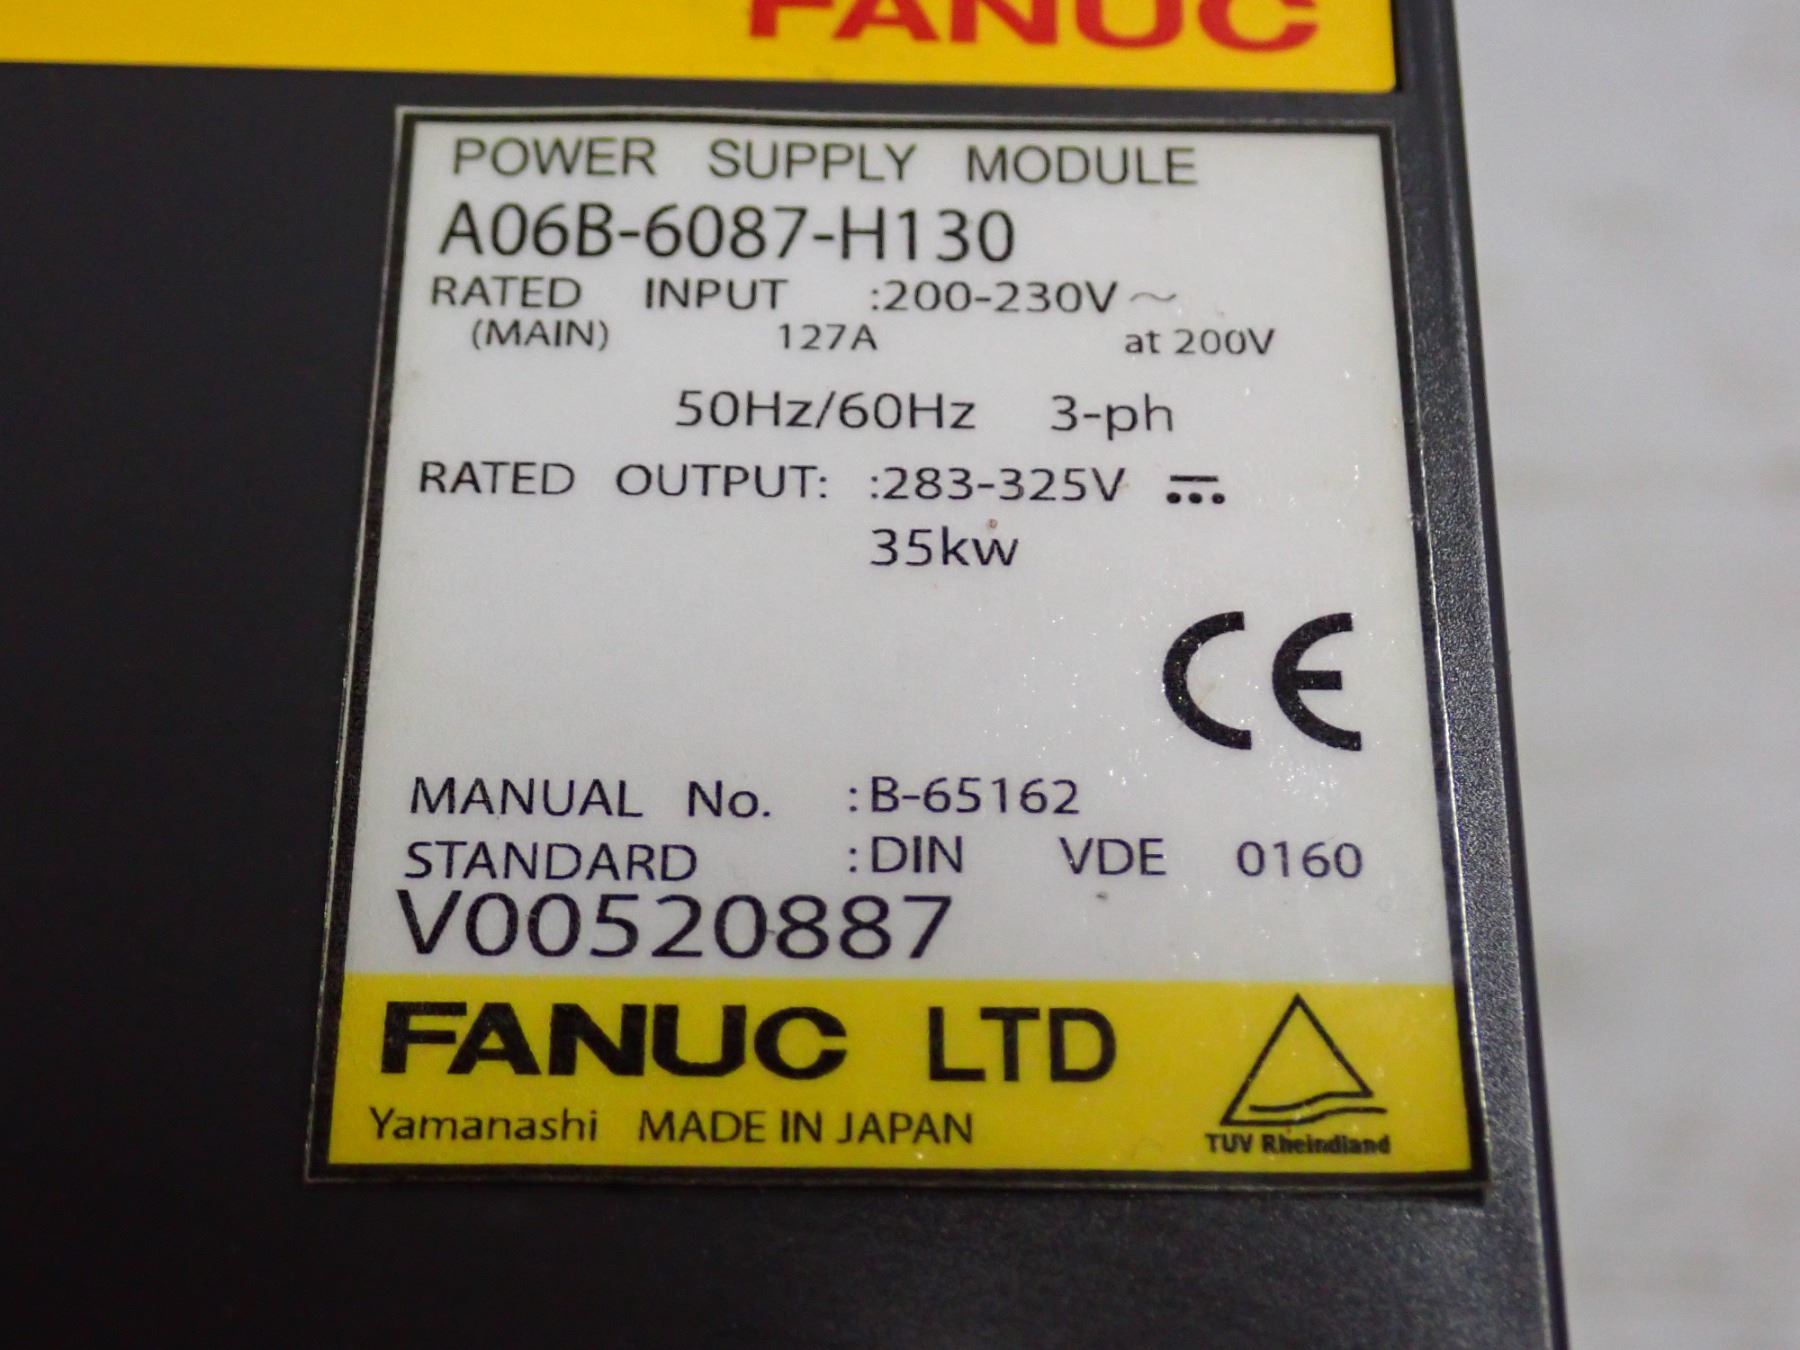 FANUC
POWER SUPPLY MODULE
A06B-6087-H130
RATED INPUT :200-230V～
(MAIN) 127A at 200V
50Hz/60Hz 3-ph
RATED OUTPUT: :283-325V ⎓
35kw
CE
MANUAL No. :B-65162
STANDARD :DIN VDE 0160
V00520887
FANUC LTD
Yamanashi MADE IN JAPAN
TUV Rheindland